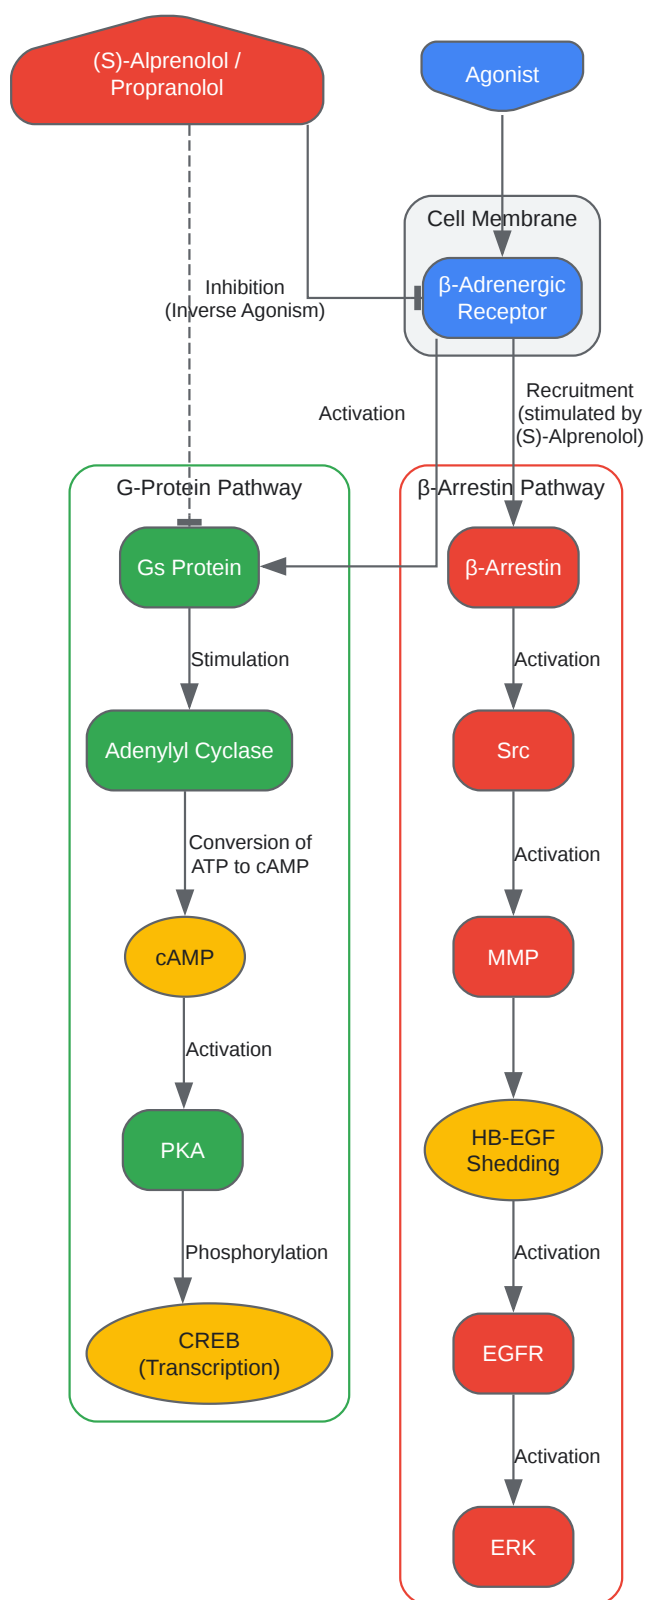 (S)-Alprenolol /
Propranolol
Agonist
Cell Membrane
β-Adrenergic
Receptor
Inhibition
(Inverse Agonism)
Activation
Recruitment
(stimulated by
(S)-Alprenolol)
G-Protein Pathway
β-Arrestin Pathway
Gs Protein
β-Arrestin
Stimulation
Activation
Adenylyl Cyclase
Src
Conversion of
ATP to cAMP
Activation
cAMP
MMP
Activation
HB-EGF
Shedding
PKA
Phosphorylation
Activation
CREB
(Transcription)
EGFR
Activation
ERK